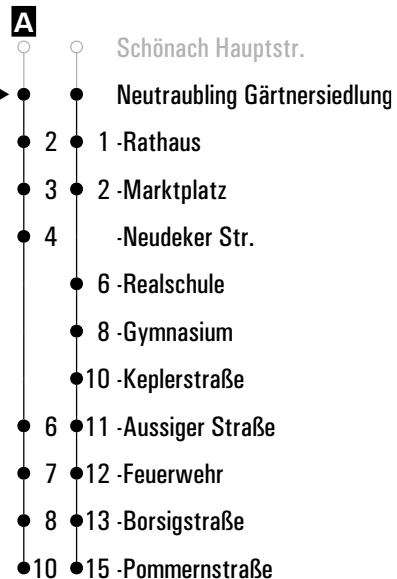 A
Schönach Hauptstr.
Neutraubling Gärtnersiedlung
2 1 -Rathaus
3 2 -Marktplatz
4 -Neudeker Str.
6 -Realschule
8 -Gymnasium
10 -Keplerstraße
6 11 -Aussiger Straße
7 12 -Feuerwehr
8 13 -Borsigstraße
10 15 -Pommernstraße